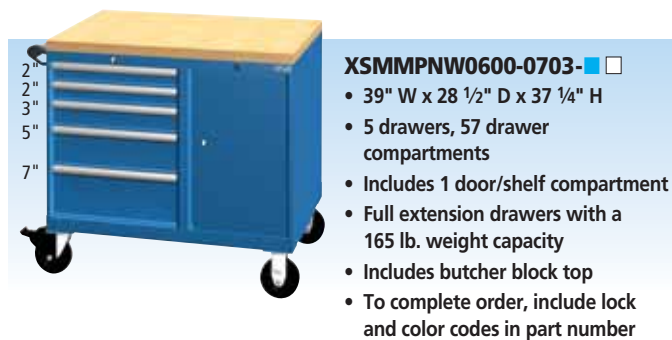 2"
2"
3"
5"
7"
XSMMPNW0600-0703-■ □
• 39" W x 28 1/2" D x 37 1/4" H
• 5 drawers, 57 drawer
compartments
• Includes 1 door/shelf compartment
• Full extension drawers with a
165 lb. weight capacity
• Includes butcher block top
• To complete order, include lock
and color codes in part number